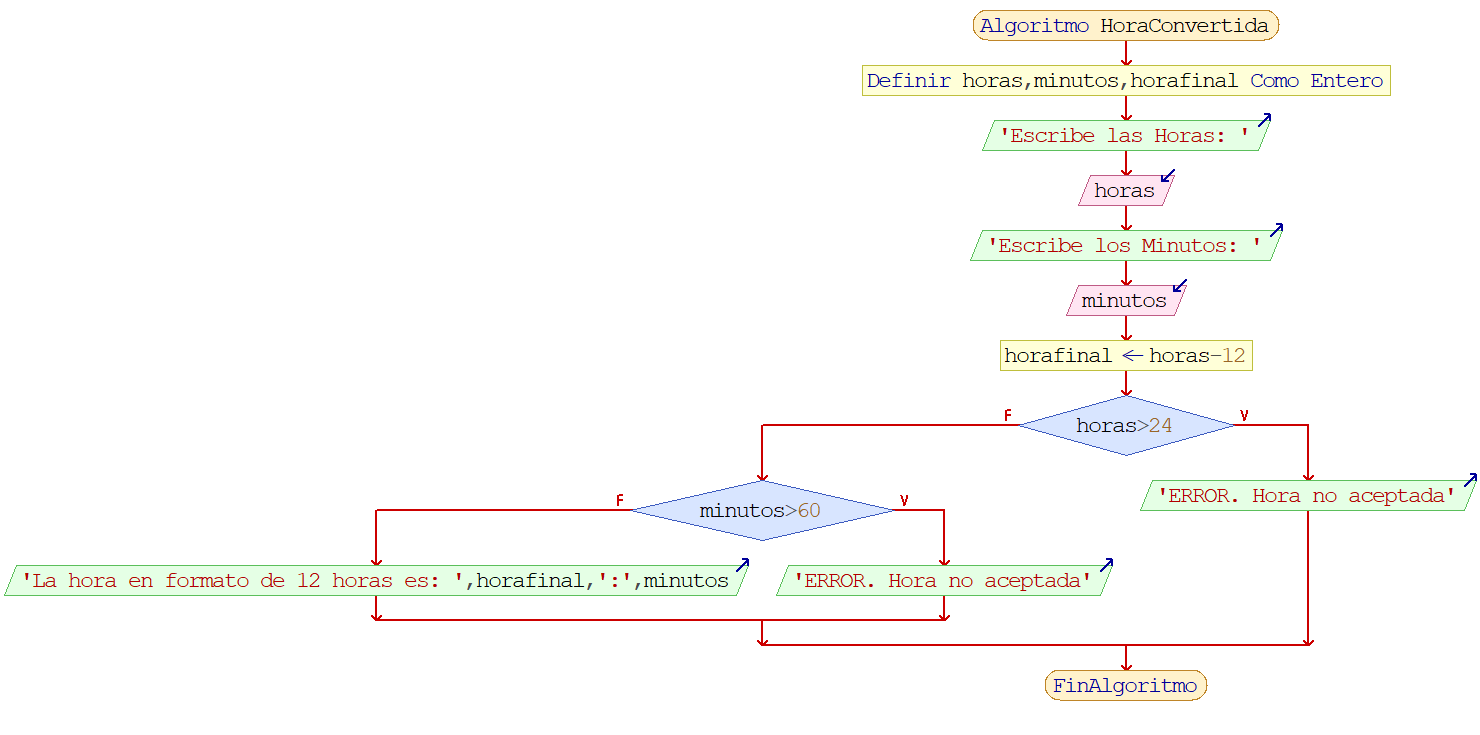 Algoritmo HoraConvertida
Definir horas,minutos,horafinal Como Entero
'Escribe las Horas: '
horas
'Escribe los Minutos: '
minutos
horafinal ← horas-12
horas>24
F
V
minutos>60
F
V
'ERROR. Hora no aceptada'
'La hora en formato de 12 horas es: ',horafinal,':',minutos
'ERROR. Hora no aceptada'
FinAlgoritmo